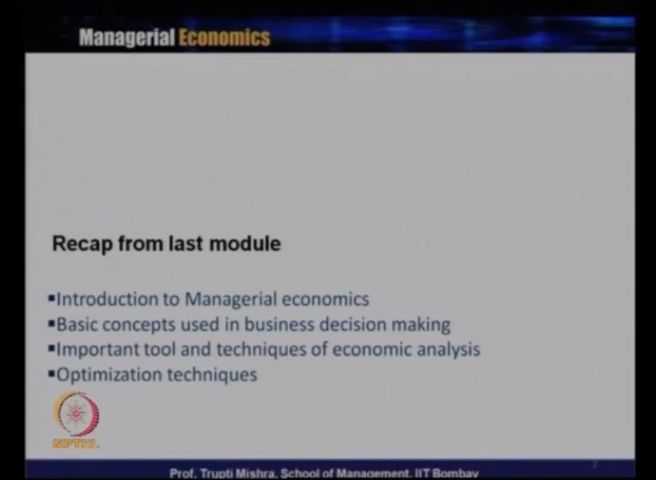 Managerial Economics
Recap from last module
▪Introduction to Managerial economics
▪Basic concepts used in business decision making
▪Important tool and techniques of economic analysis
▪Optimization techniques
NPTEL
Prof. Trupti Mishra, School of Management, IIT Bombay